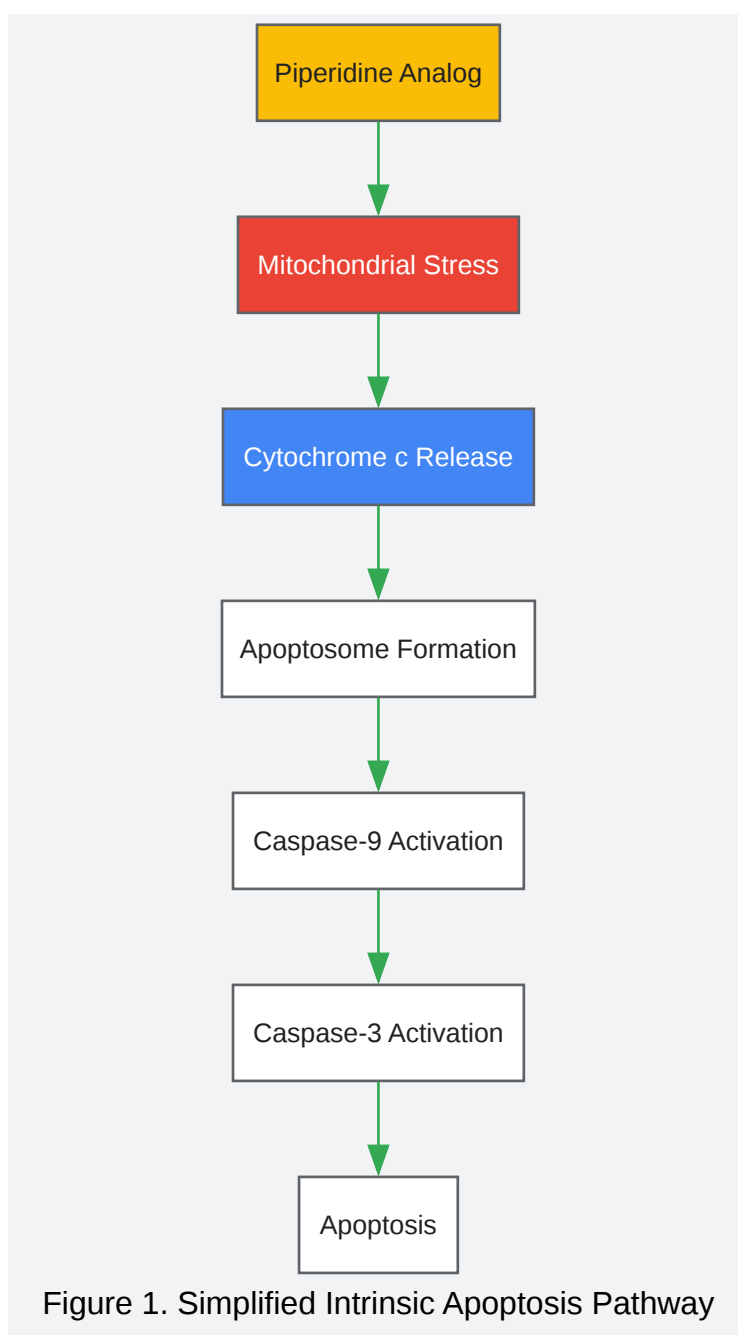 Piperidine Analog
Mitochondrial Stress
Cytochrome c Release
Apoptosome Formation
Caspase-9 Activation
Caspase-3 Activation
Apoptosis
Figure 1. Simplified Intrinsic Apoptosis Pathway